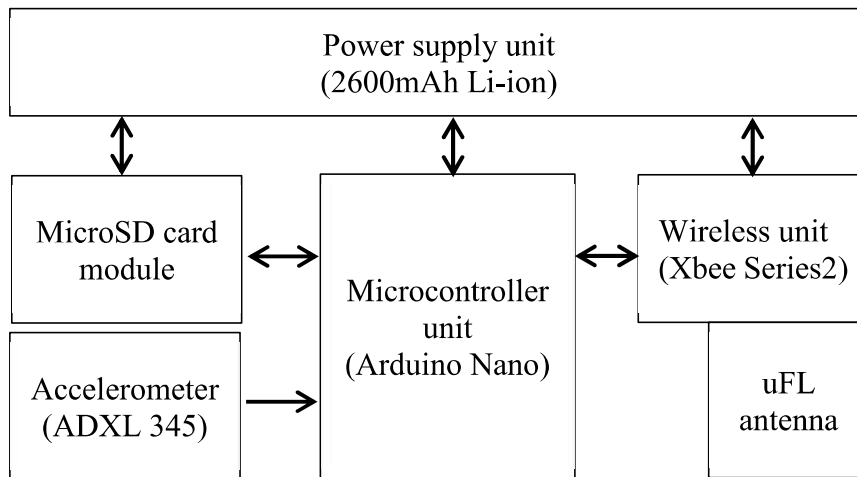 Power supply unit
(2600mAh Li-ion)
MicroSD card
module
Microcontroller
unit
(Arduino Nano)
Wireless unit
(Xbee Series2)
Accelerometer
(ADXL 345)
uFL
antenna